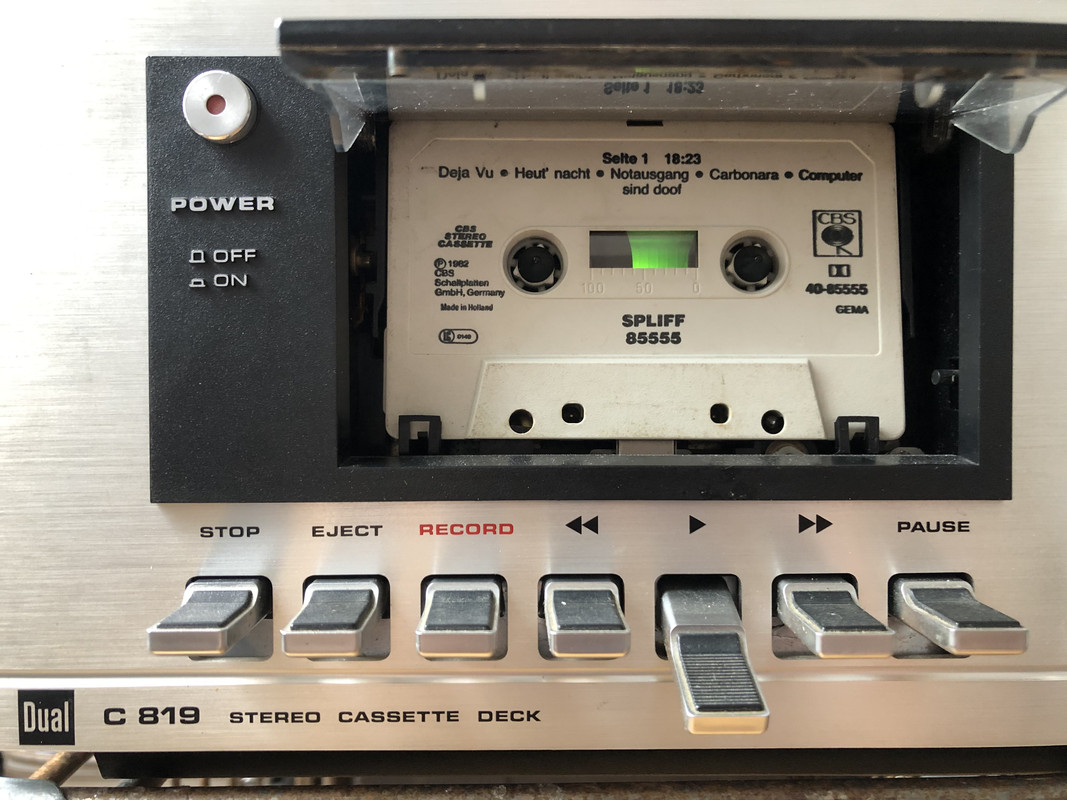 Seite 1 18:23
Deja Vu • Heut' nacht • Notausgang • Carbonara • Computer
sind doof
CBS
STEREO
CASSETTE
℗ 1982
CBS
Schallplatten
GmbH, Germany
Made in Holland
100 50 0
CBS
40-85555
GEMA
SPLIFF
85555
POWER
OFF
ON
STOP EJECT RECORD PAUSE
Dual C 819 STEREO CASSETTE DECK